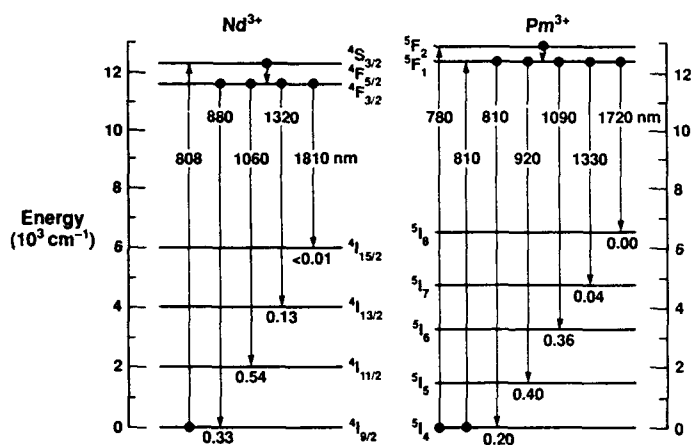 Nd3+ Pm3+
4S3/2
4F5/2
4F3/2
5F2
5F1
12 12
880 1320 780 810 1090 1720 nm
10 10
808 1060 1810 nm 810 920 1330
8 8
Energy
(10³ cm⁻¹)
6 <0.01 4I15/2 5I8 0.00 6
5I7 0.04
4 0.13 4I13/2 4
5I6 0.36
2 0.54 4I11/2 2
5I5 0.40
0 0.33 4I9/2 5I4 0.20 0